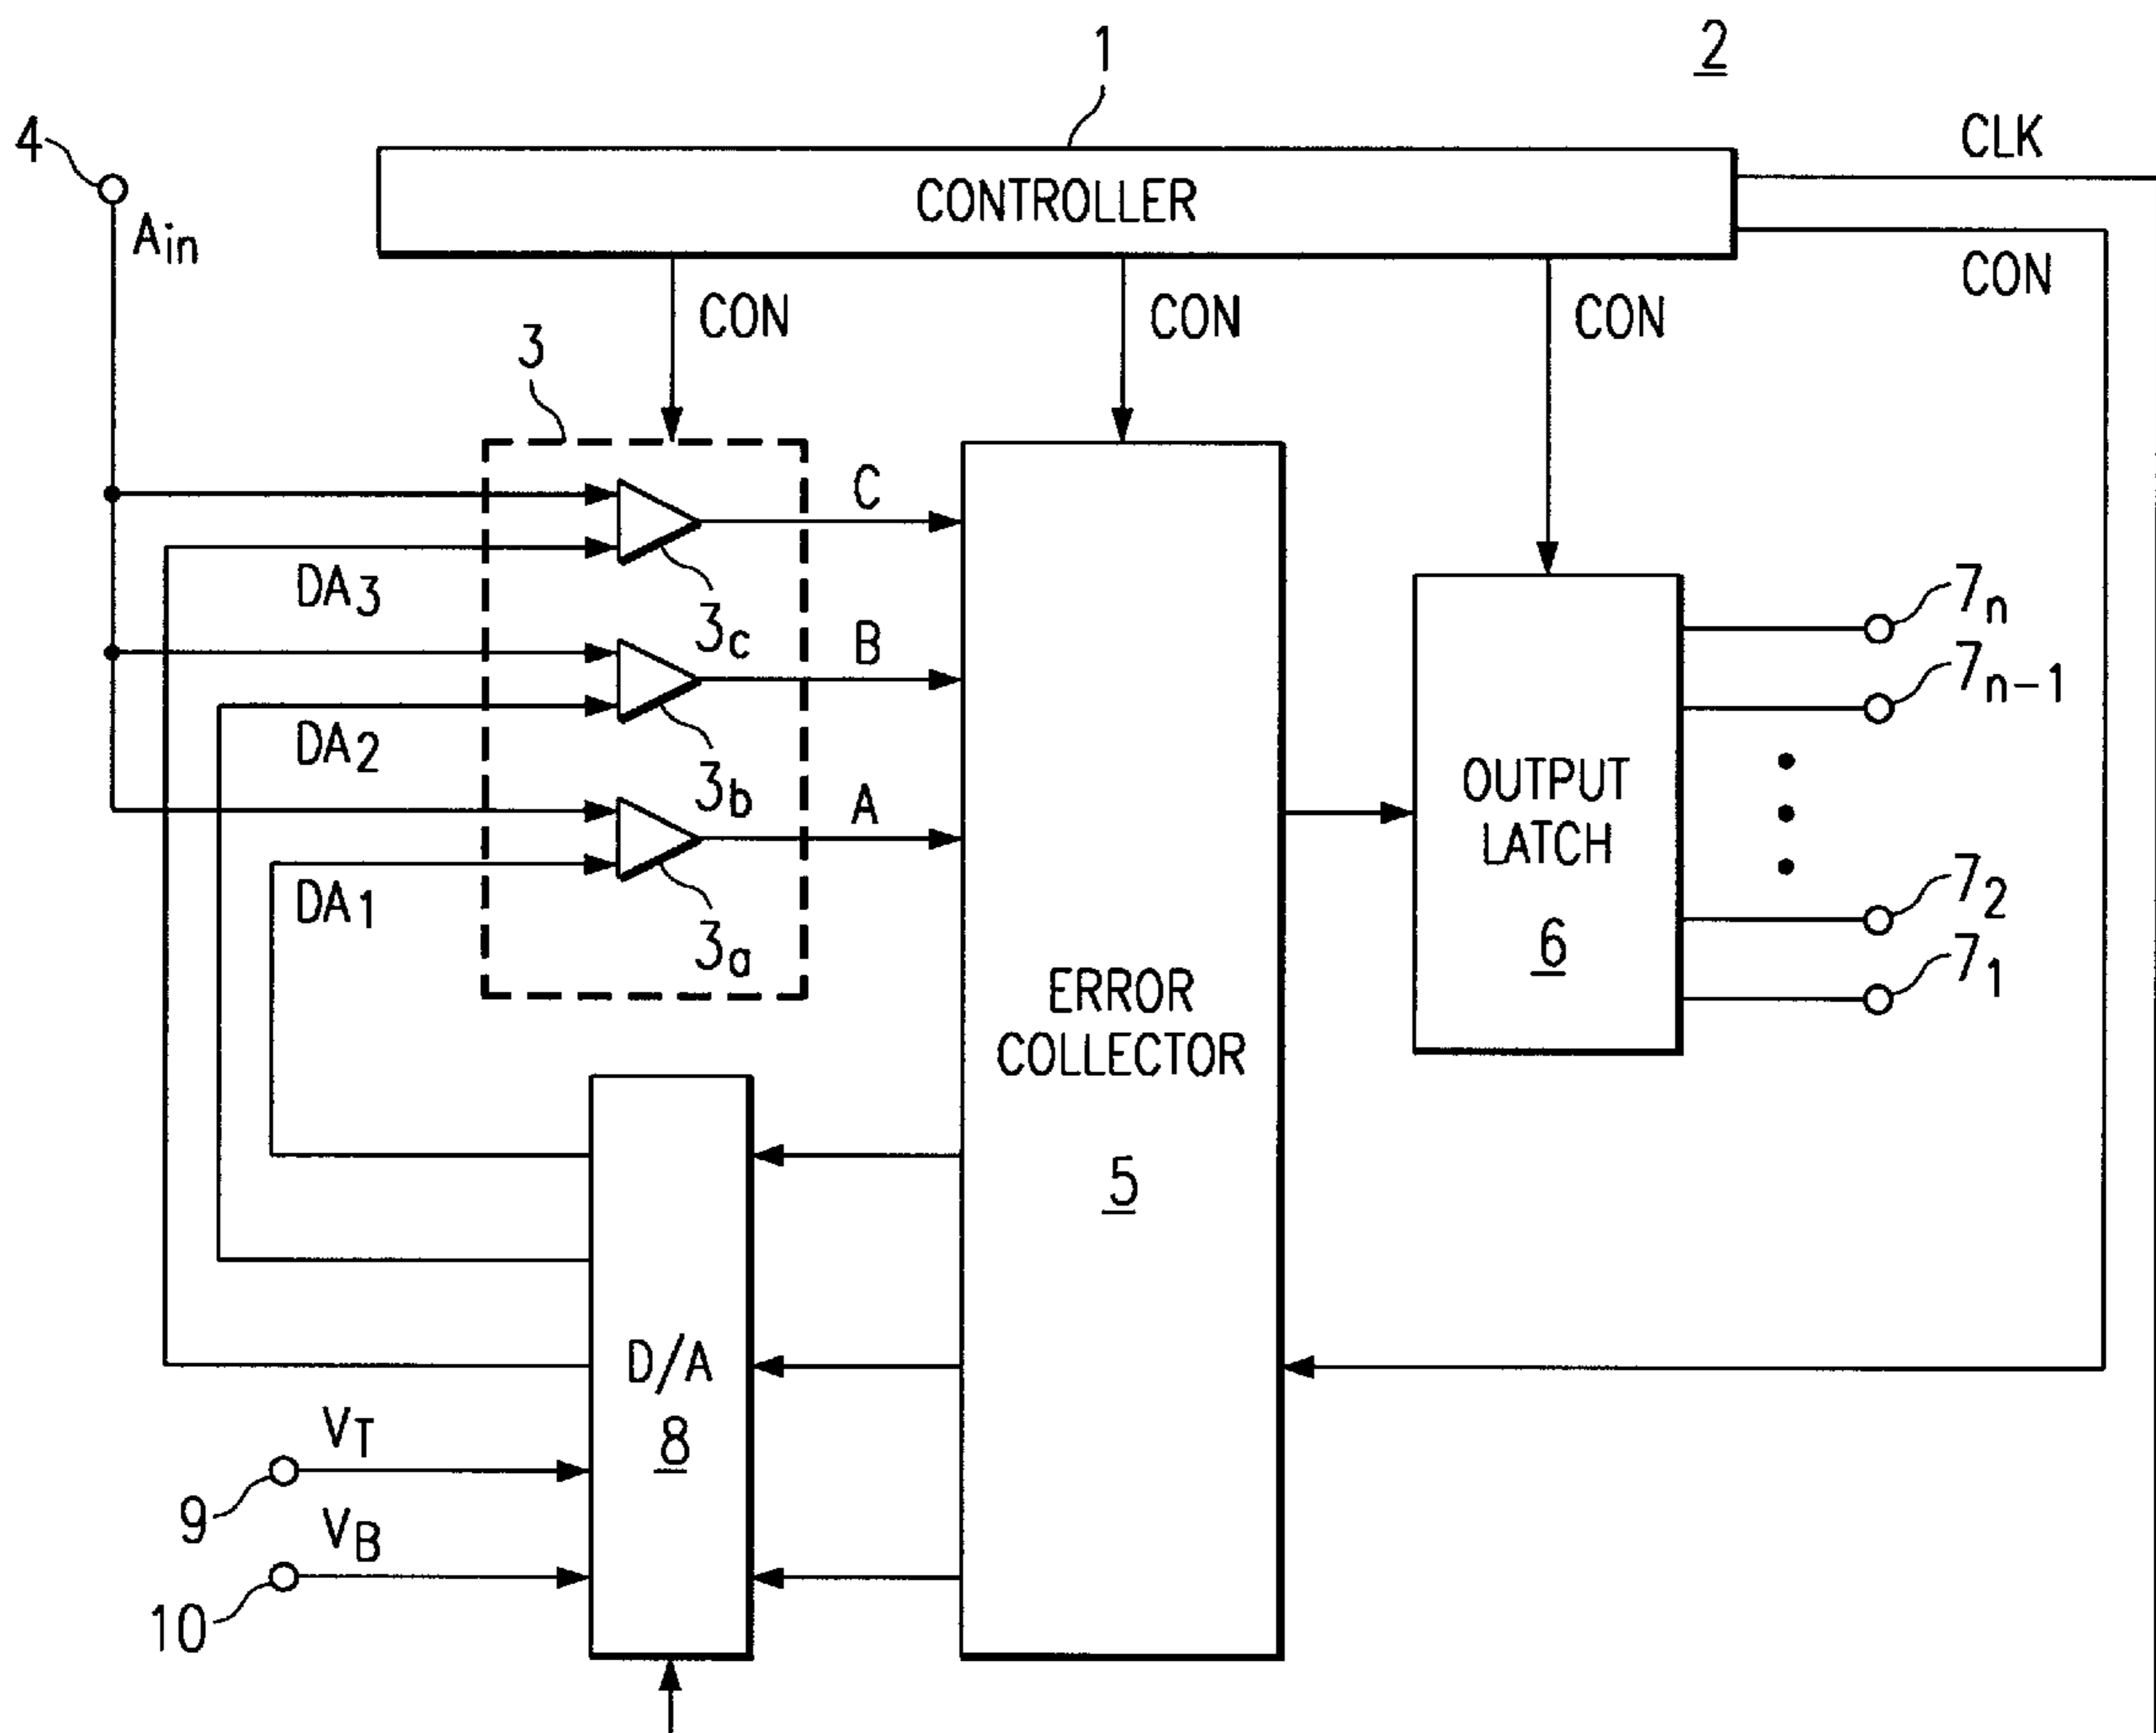 1
2
4
CLK
CONTROLLER
Ain
CON
CON
CON
CON
3
C
DA3
3c
7n
B
7n-1
DA2
3b
OUTPUT
LATCH
A
DA1
3a
6
72
71
ERROR
COLLECTOR
5
D/A
8
VT
9
VB
10